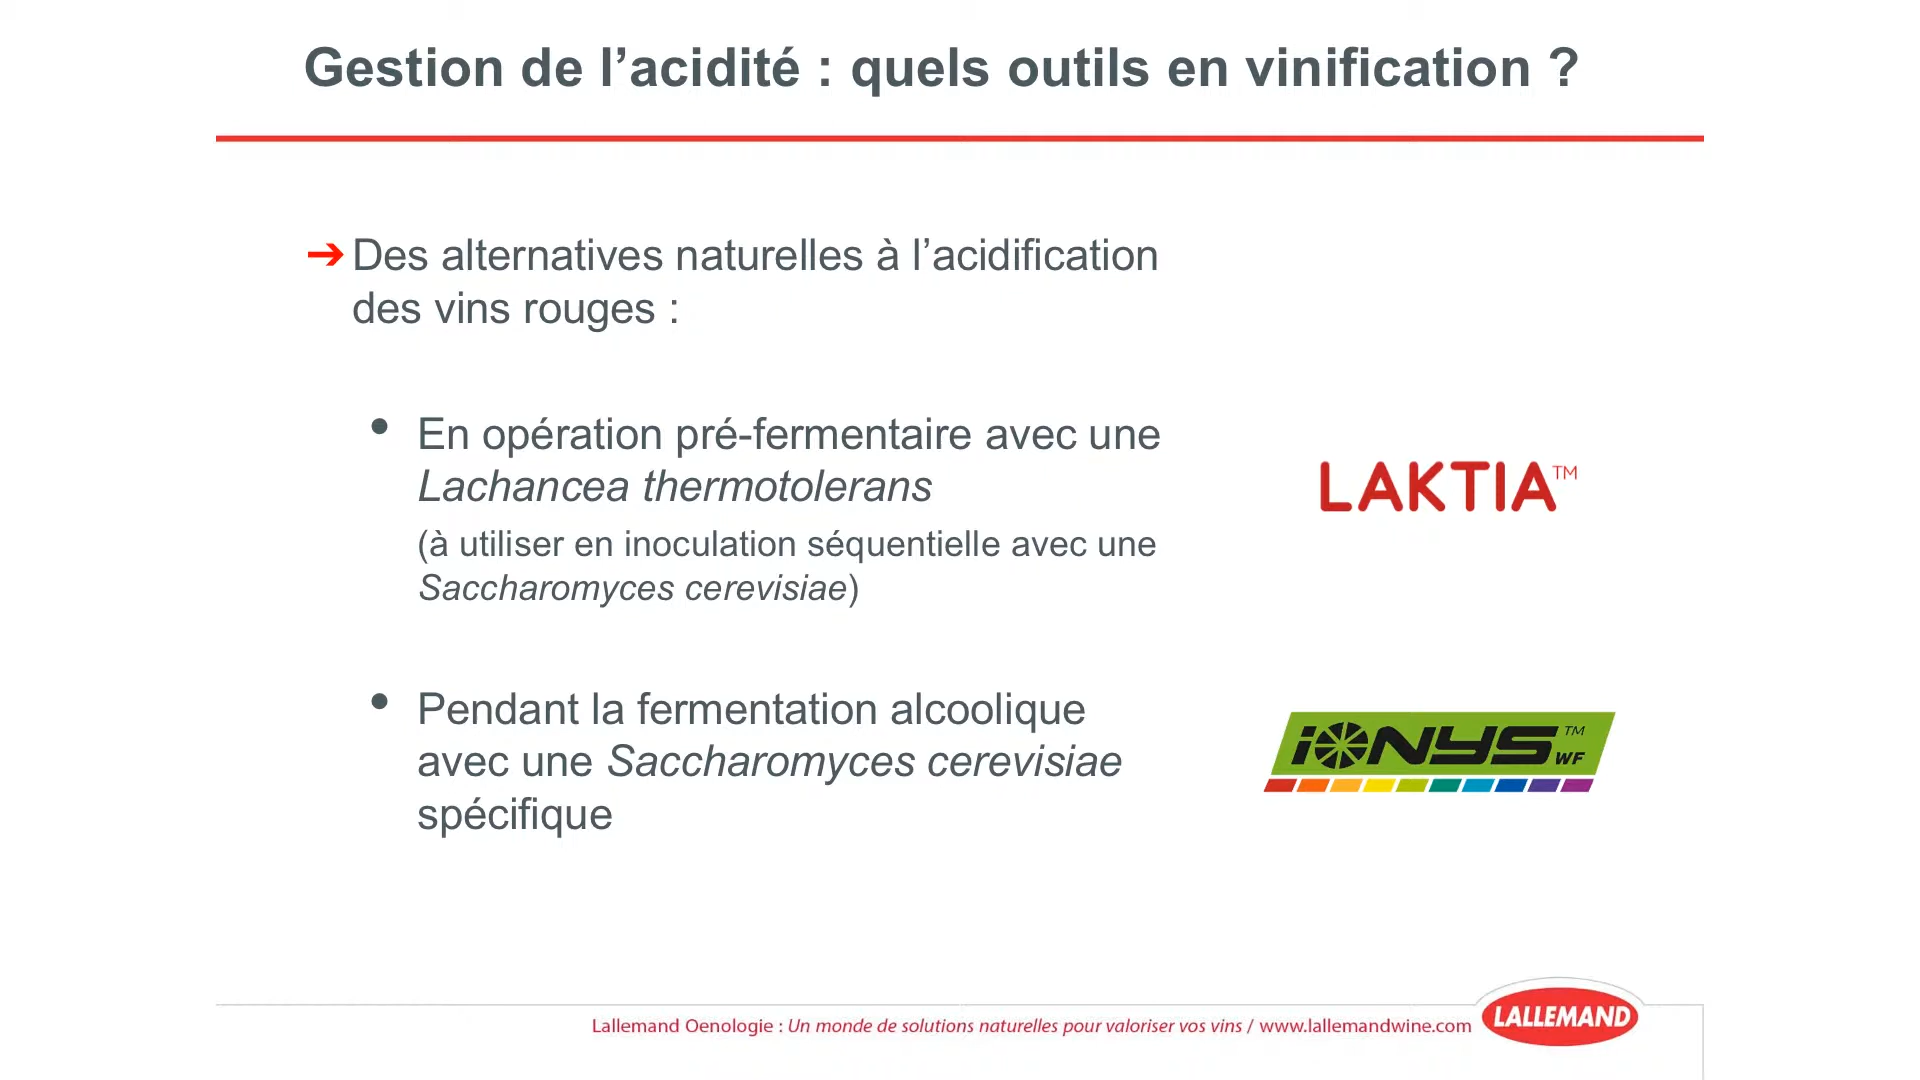 Gestion de l’acidité : quels outils en vinification ?
➔ Des alternatives naturelles à l’acidification
des vins rouges :
• En opération pré-fermentaire avec une
Lachancea thermotolerans
(à utiliser en inoculation séquentielle avec une
Saccharomyces cerevisiae)
LAKTIA™
• Pendant la fermentation alcoolique
avec une Saccharomyces cerevisiae
spécifique
iONYS™
WF
Lallemand Oenologie : Un monde de solutions naturelles pour valoriser vos vins / www.lallemandwine.com
LALLEMAND